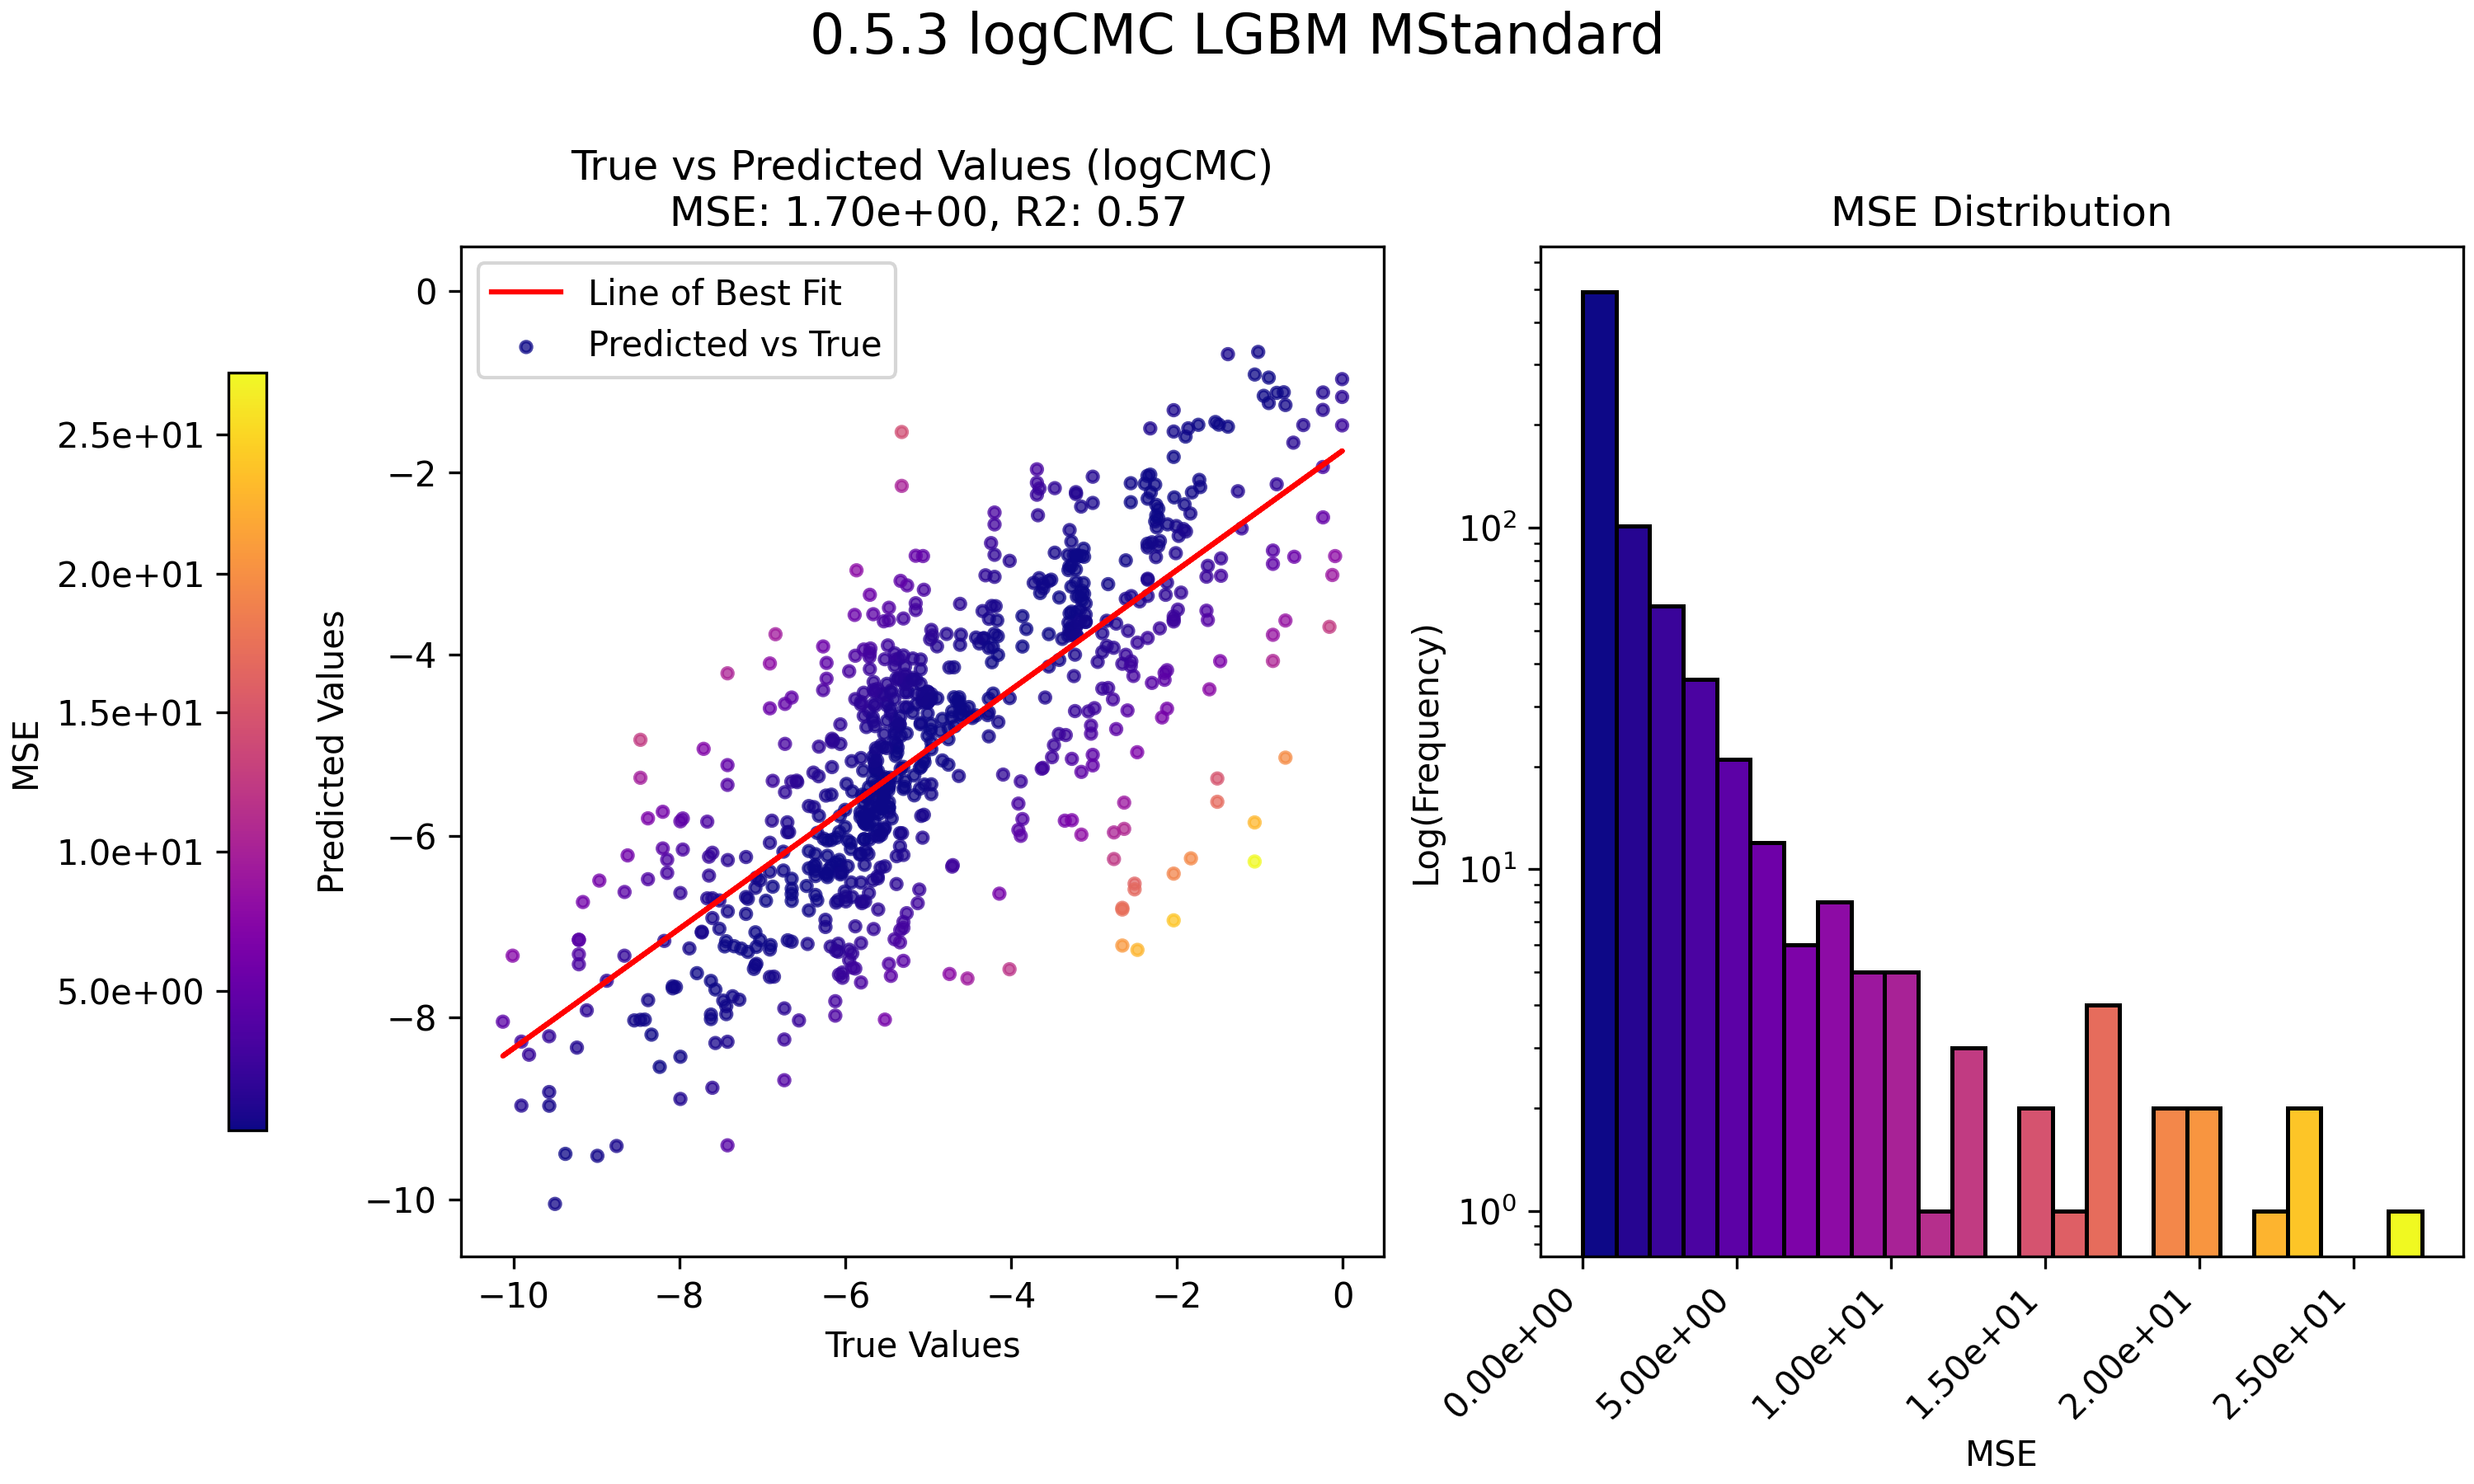 0.5.3 logCMC LGBM MStandard
True vs Predicted Values (logCMC)
MSE: 1.70e+00, R2: 0.57
MSE Distribution
Line of Best Fit
Predicted vs True
MSE
2.5e+01
2.0e+01
1.5e+01
1.0e+01
5.0e+00
Predicted Values
0
−2
−4
−6
−8
−10
−10 −8 −6 −4 −2 0
True Values
Log(Frequency)
10²
10¹
10⁰
0.00e+00 5.00e+00 1.00e+01 1.50e+01 2.00e+01 2.50e+01
MSE